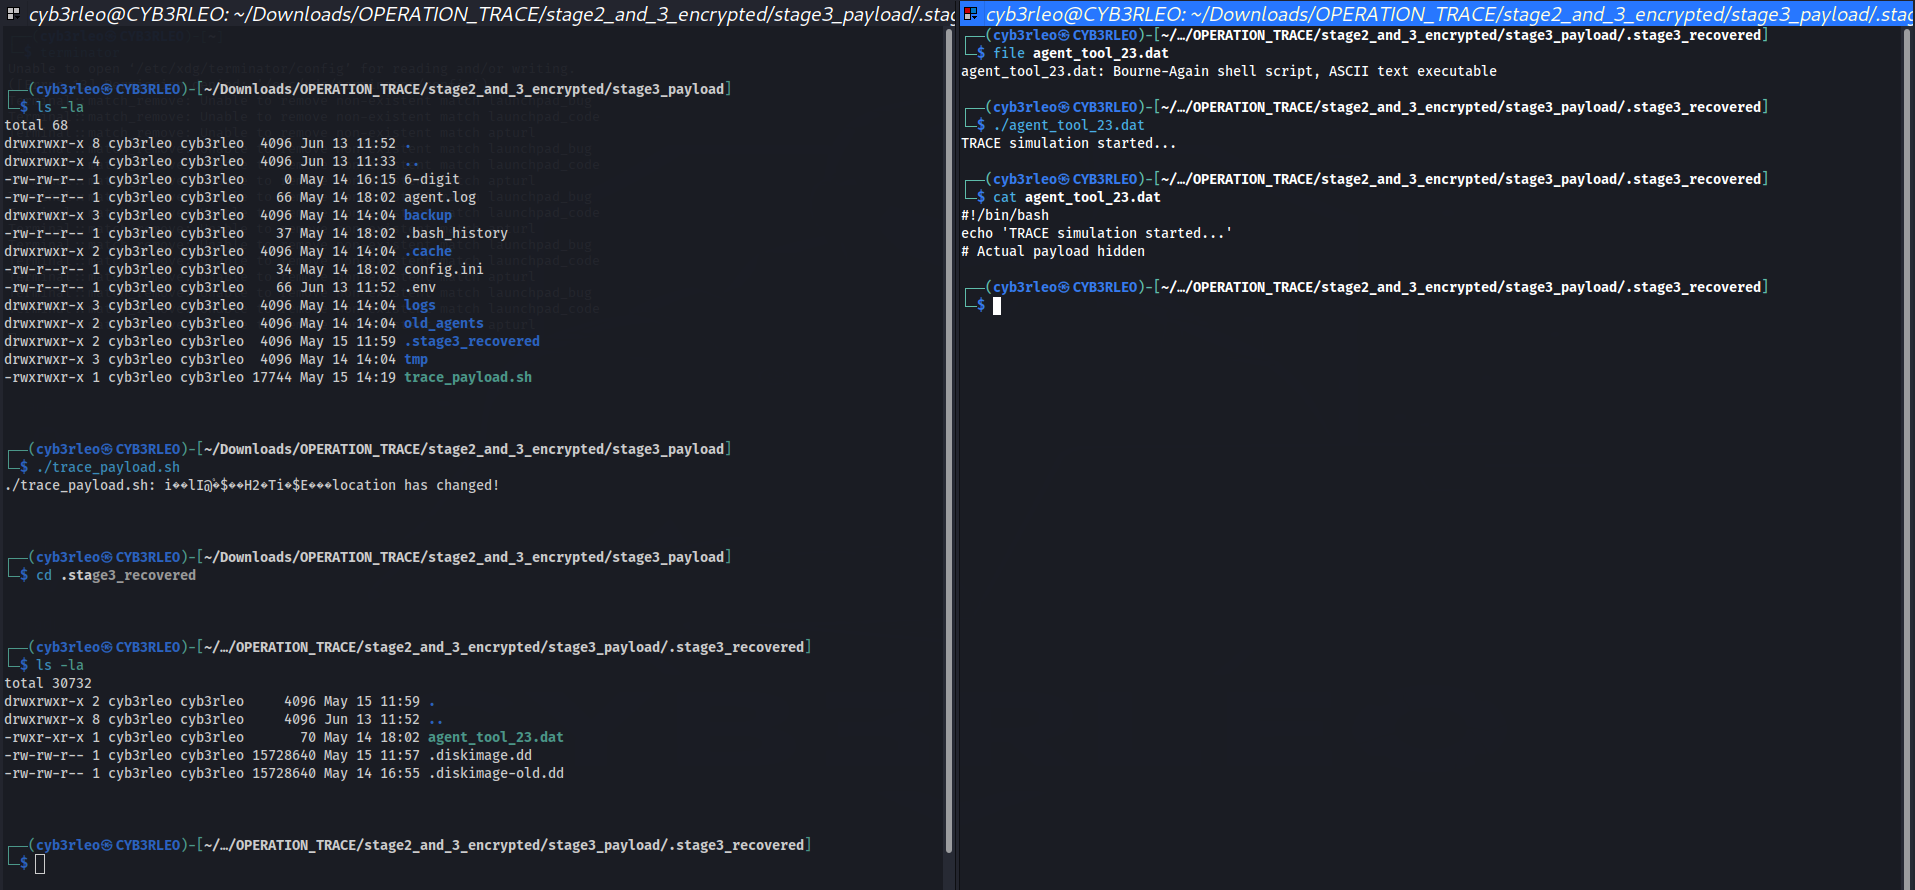 cyb3rleo@CYB3RLEO: ~/Downloads/OPERATION_TRACE/stage2_and_3_encrypted/stage3_payload/.stag
┌──(cyb3rleo㉿CYB3RLEO)-[~/Downloads/OPERATION_TRACE/stage2_and_3_encrypted/stage3_payload]
└─$ ls -la
total 68
drwxrwxr-x 8 cyb3rleo cyb3rleo  4096 Jun 13 11:52 .
drwxrwxr-x 4 cyb3rleo cyb3rleo  4096 Jun 13 11:33 ..
-rw-rw-r-- 1 cyb3rleo cyb3rleo     0 May 14 16:15 6-digit
-rw-r--r-- 1 cyb3rleo cyb3rleo    66 May 14 18:02 agent.log
drwxrwxr-x 3 cyb3rleo cyb3rleo  4096 May 14 14:04 backup
-rw-r--r-- 1 cyb3rleo cyb3rleo    37 May 14 18:02 .bash_history
drwxrwxr-x 2 cyb3rleo cyb3rleo  4096 May 14 14:04 .cache
-rw-r--r-- 1 cyb3rleo cyb3rleo    34 May 14 18:02 config.ini
-rw-r--r-- 1 cyb3rleo cyb3rleo    66 Jun 13 11:52 .env
drwxrwxr-x 3 cyb3rleo cyb3rleo  4096 May 14 14:04 logs
drwxrwxr-x 2 cyb3rleo cyb3rleo  4096 May 14 14:04 old_agents
drwxrwxr-x 2 cyb3rleo cyb3rleo  4096 May 15 11:59 .stage3_recovered
drwxrwxr-x 3 cyb3rleo cyb3rleo  4096 May 14 14:04 tmp
-rwxrwxr-x 1 cyb3rleo cyb3rleo 17744 May 15 14:19 trace_payload.sh
┌──(cyb3rleo㉿CYB3RLEO)-[~/Downloads/OPERATION_TRACE/stage2_and_3_encrypted/stage3_payload]
└─$ ./trace_payload.sh
./trace_payload.sh: i��lI@�$��H2�Ti�$E���location has changed!
┌──(cyb3rleo㉿CYB3RLEO)-[~/Downloads/OPERATION_TRACE/stage2_and_3_encrypted/stage3_payload]
└─$ cd .stage3_recovered
┌──(cyb3rleo㉿CYB3RLEO)-[~/…/OPERATION_TRACE/stage2_and_3_encrypted/stage3_payload/.stage3_recovered]
└─$ ls -la
total 30732
drwxrwxr-x 2 cyb3rleo cyb3rleo     4096 May 15 11:59 .
drwxrwxr-x 8 cyb3rleo cyb3rleo     4096 Jun 13 11:52 ..
-rwxr-xr-x 1 cyb3rleo cyb3rleo       70 May 14 18:02 agent_tool_23.dat
-rw-rw-r-- 1 cyb3rleo cyb3rleo 15728640 May 15 11:57 .diskimage.dd
-rw-rw-r-- 1 cyb3rleo cyb3rleo 15728640 May 14 16:55 .diskimage-old.dd
┌──(cyb3rleo㉿CYB3RLEO)-[~/…/OPERATION_TRACE/stage2_and_3_encrypted/stage3_payload/.stage3_recovered]
└─$
cyb3rleo@CYB3RLEO: ~/Downloads/OPERATION_TRACE/stage2_and_3_encrypted/stage3_payload/.stag
┌──(cyb3rleo㉿CYB3RLEO)-[~/…/OPERATION_TRACE/stage2_and_3_encrypted/stage3_payload/.stage3_recovered]
└─$ file agent_tool_23.dat
agent_tool_23.dat: Bourne-Again shell script, ASCII text executable
┌──(cyb3rleo㉿CYB3RLEO)-[~/…/OPERATION_TRACE/stage2_and_3_encrypted/stage3_payload/.stage3_recovered]
└─$ ./agent_tool_23.dat
TRACE simulation started...
┌──(cyb3rleo㉿CYB3RLEO)-[~/…/OPERATION_TRACE/stage2_and_3_encrypted/stage3_payload/.stage3_recovered]
└─$ cat agent_tool_23.dat
#!/bin/bash
echo 'TRACE simulation started...'
# Actual payload hidden
┌──(cyb3rleo㉿CYB3RLEO)-[~/…/OPERATION_TRACE/stage2_and_3_encrypted/stage3_payload/.stage3_recovered]
└─$